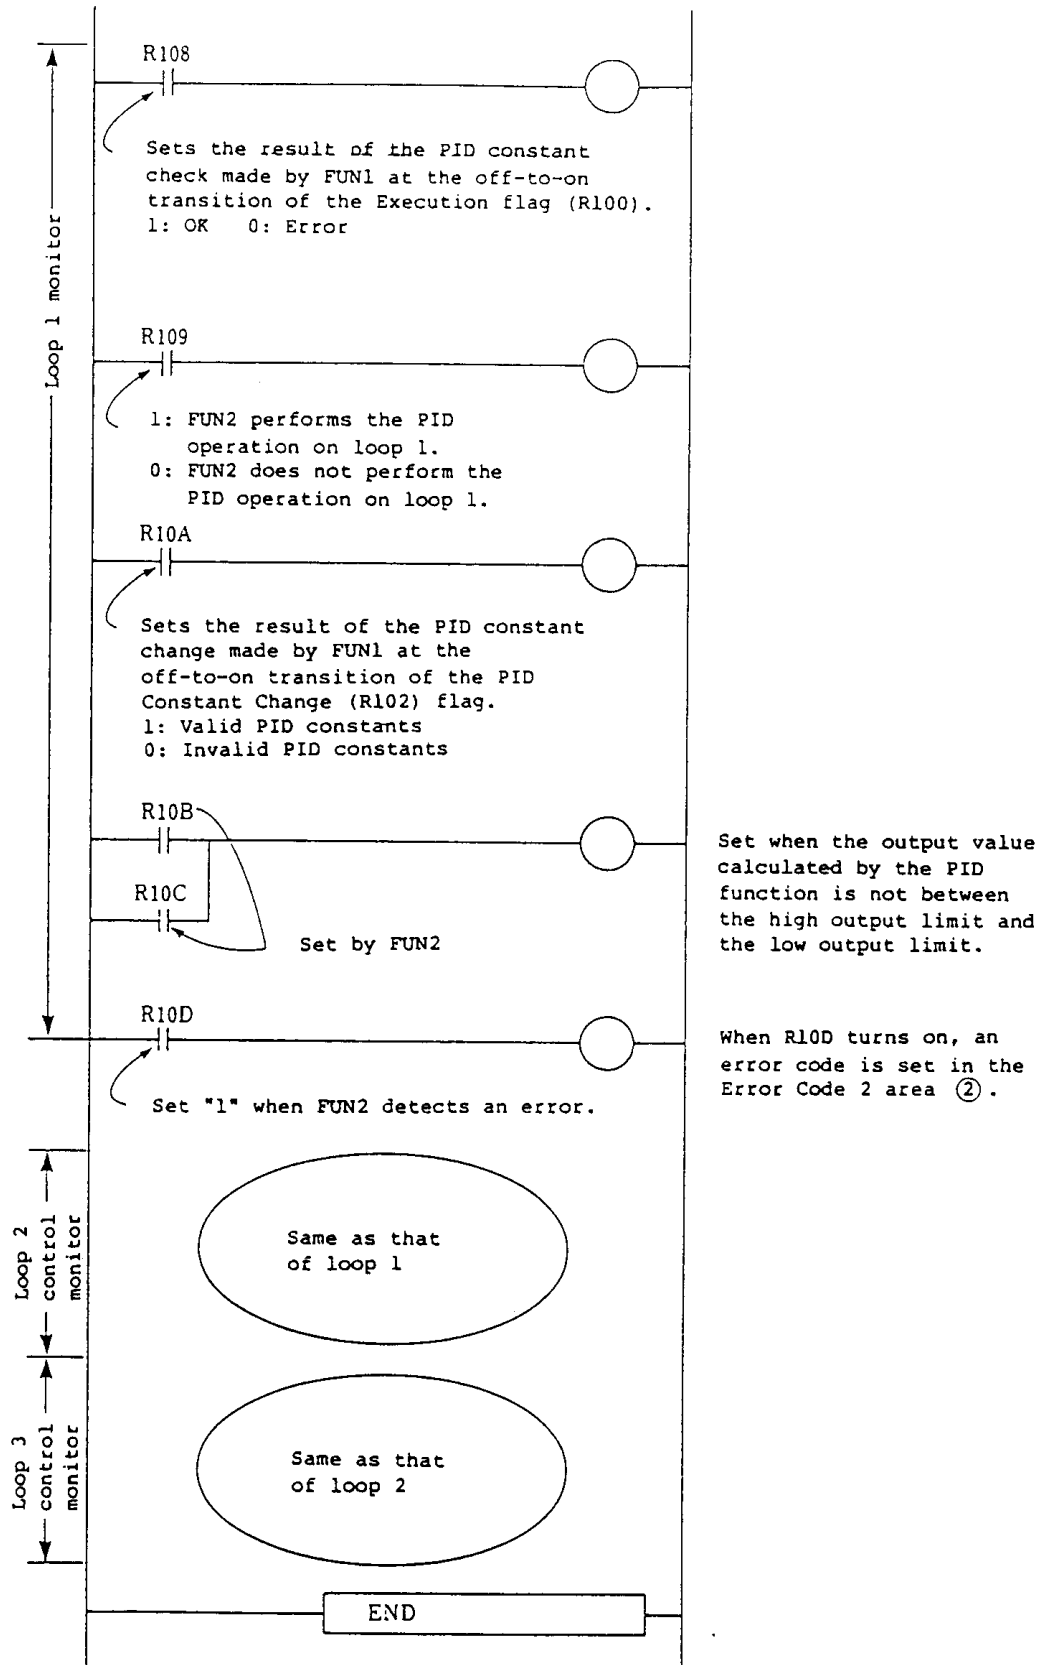 R108
Sets the result of the PID constant
check made by FUN1 at the off-to-on
transition of the Execution flag (R100).
1: OK 0: Error
Loop 1 monitor
R109
1: FUN2 performs the PID
operation on loop 1.
0: FUN2 does not perform the
PID operation on loop 1.
R10A
Sets the result of the PID constant
change made by FUN1 at the
off-to-on transition of the PID
Constant Change (R102) flag.
1: Valid PID constants
0: Invalid PID constants
R10B
R10C
Set by FUN2
Set when the output value
calculated by the PID
function is not between
the high output limit and
the low output limit.
R10D
Set "1" when FUN2 detects an error.
When R10D turns on, an
error code is set in the
Error Code 2 area ②.
Loop 2
control
monitor
Same as that
of loop 1
Loop 3
control
monitor
Same as that
of loop 2
END